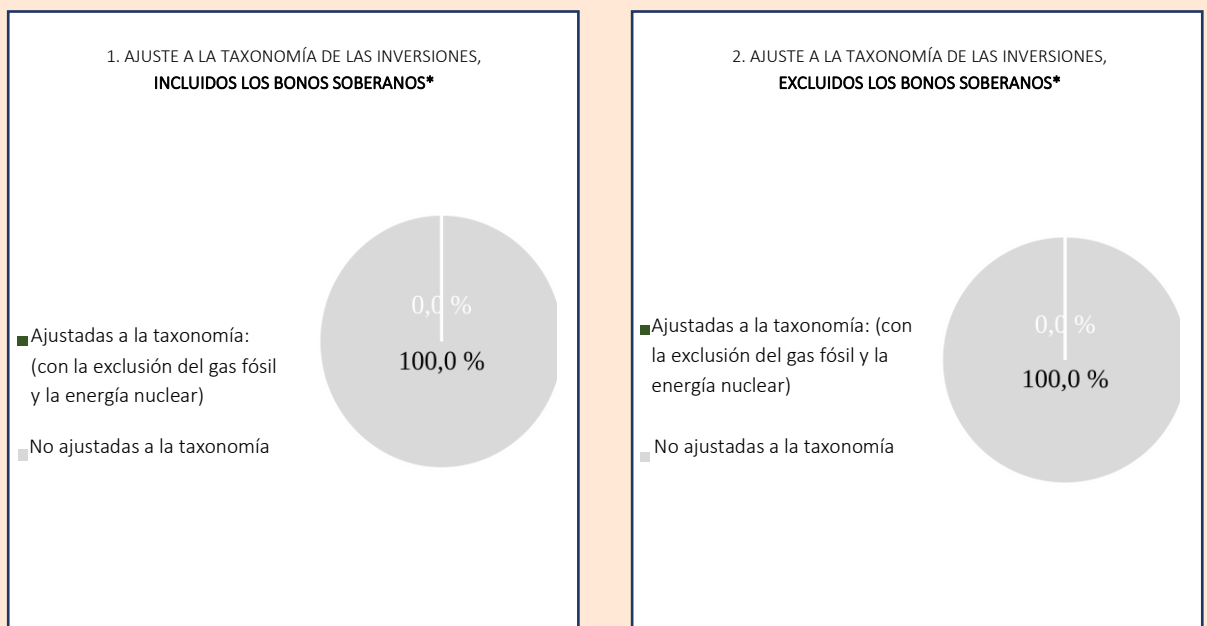 1. AJUSTE A LA TAXONOMÍA DE LAS INVERSIONES,
INCLUIDOS LOS BONOS SOBERANOS*
Ajustadas a la taxonomía:
(con la exclusión del gas fósil
y la energía nuclear)
No ajustadas a la taxonomía
0,0 %
100,0 %
2. AJUSTE A LA TAXONOMÍA DE LAS INVERSIONES,
EXCLUIDOS LOS BONOS SOBERANOS*
Ajustadas a la taxonomía: (con
la exclusión del gas fósil y la
energía nuclear)
No ajustadas a la taxonomía
0,0 %
100,0 %